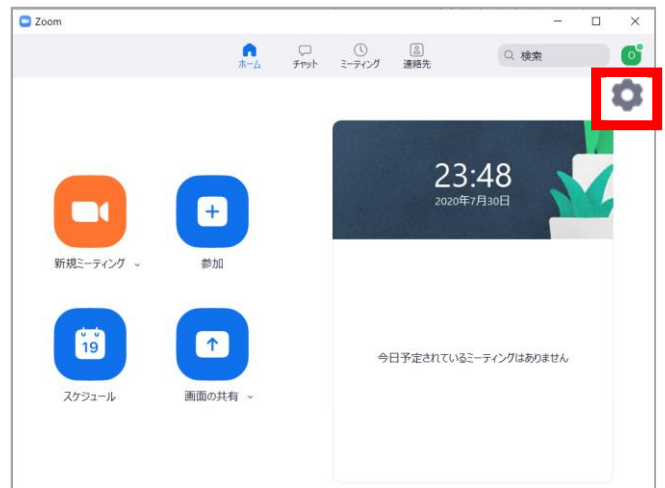 Zoom
ホーム
チャット
ミーティング
連絡先
検索
O
23:48
2020年7月30日
新規ミーティング
参加
19
スケジュール
画面の共有
今日予定されているミーティングはありません